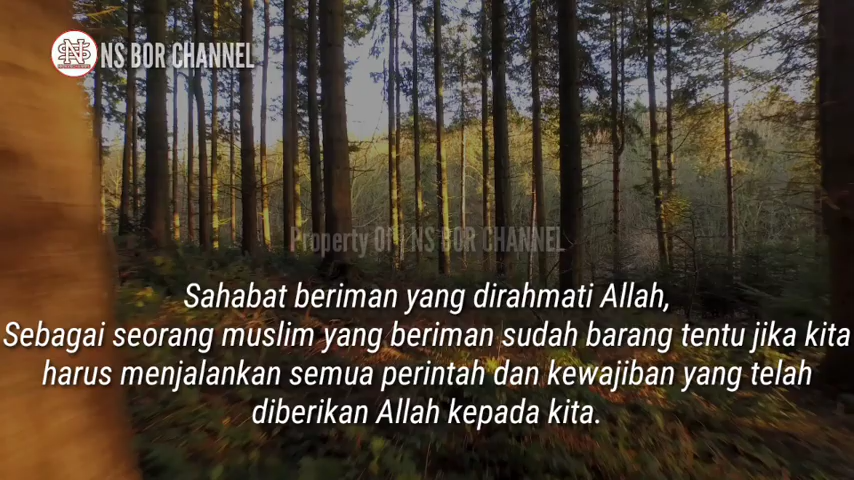 NS BOR CHANNEL
Property Of : NS BOR CHANNEL
Sahabat beriman yang dirahmati Allah,
Sebagai seorang muslim yang beriman sudah barang tentu jika kita
harus menjalankan semua perintah dan kewajiban yang telah
diberikan Allah kepada kita.